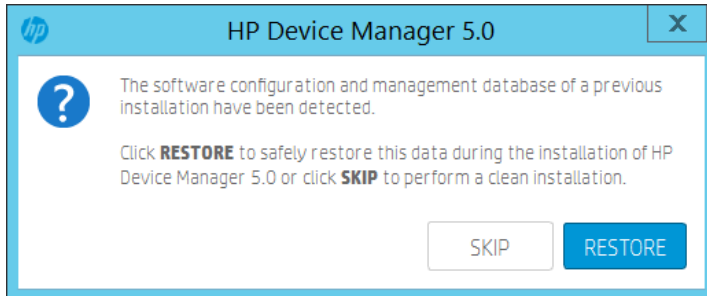 hp
HP Device Manager 5.0
X
?
The software configuration and management database of a previous
installation have been detected.
Click RESTORE to safely restore this data during the installation of HP
Device Manager 5.0 or click SKIP to perform a clean installation.
SKIP
RESTORE